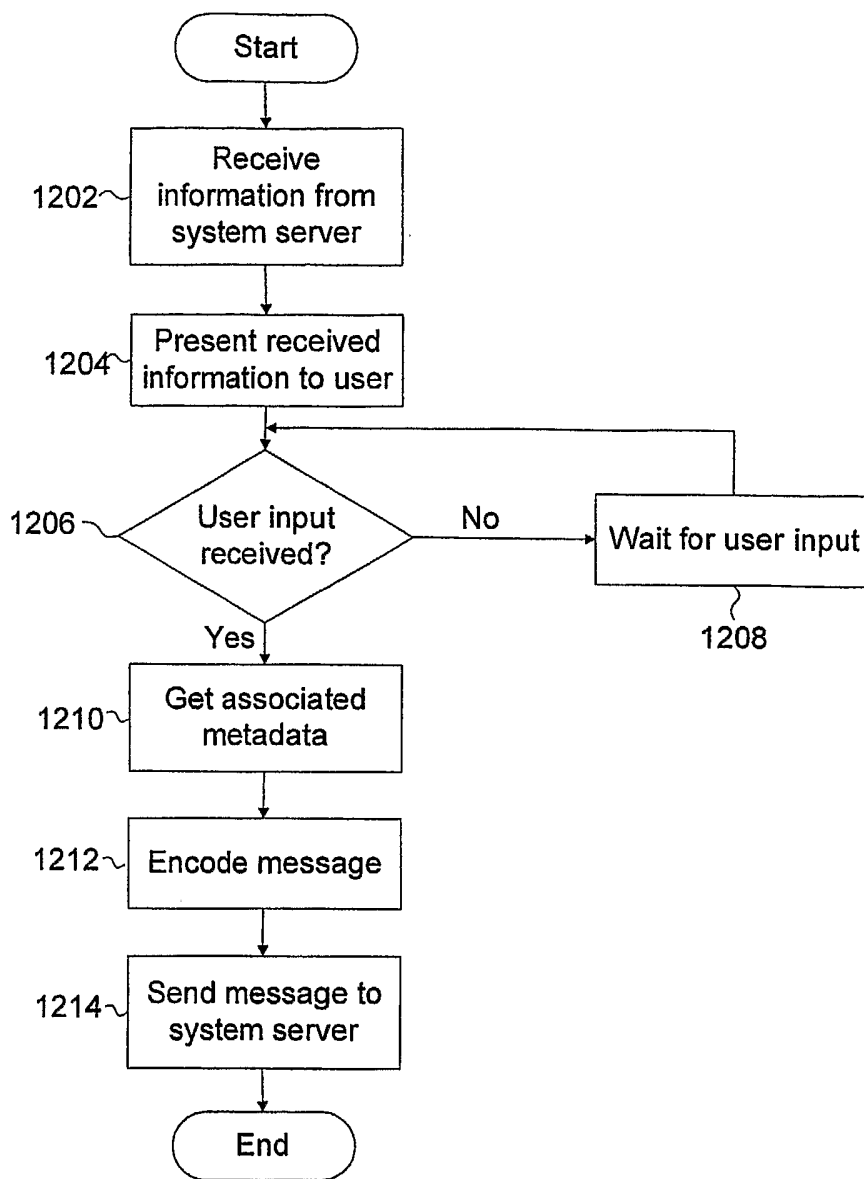 Start
Receive
1202
information from
system server
Present received
1204
information to user
1206
User input
received?
No
Wait for user input
1208
Yes
Get associated
1210
metadata
1212
Encode message
Send message to
1214
system server
End